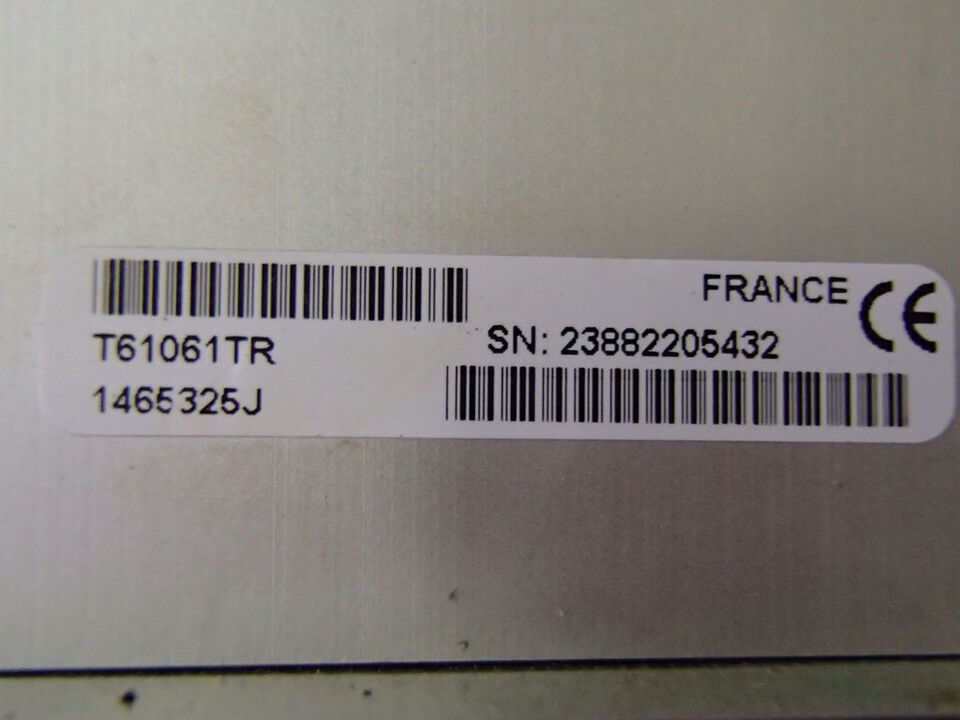 T61061TR
1465325J
FRANCE CE
SN: 23882205432